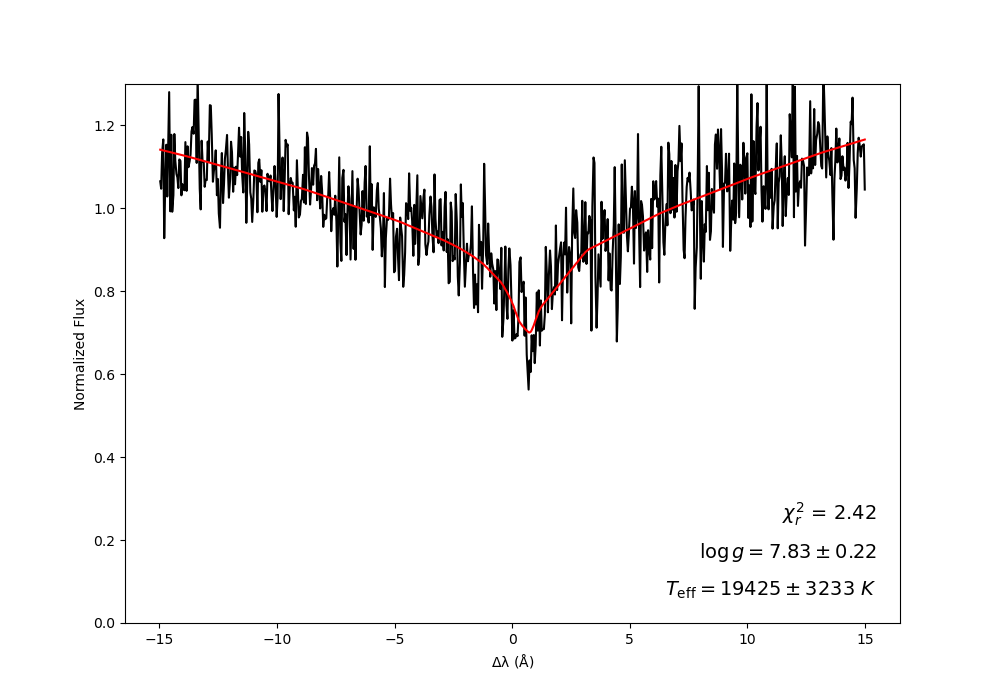 Normalized Flux
1.2
1.0
0.8
0.6
0.4
0.2
0.0
χ²ᵣ = 2.42
log g = 7.83 ± 0.22
T_eff = 19425 ± 3233 K
−15 −10 −5 0 5 10 15
Δλ (Å)